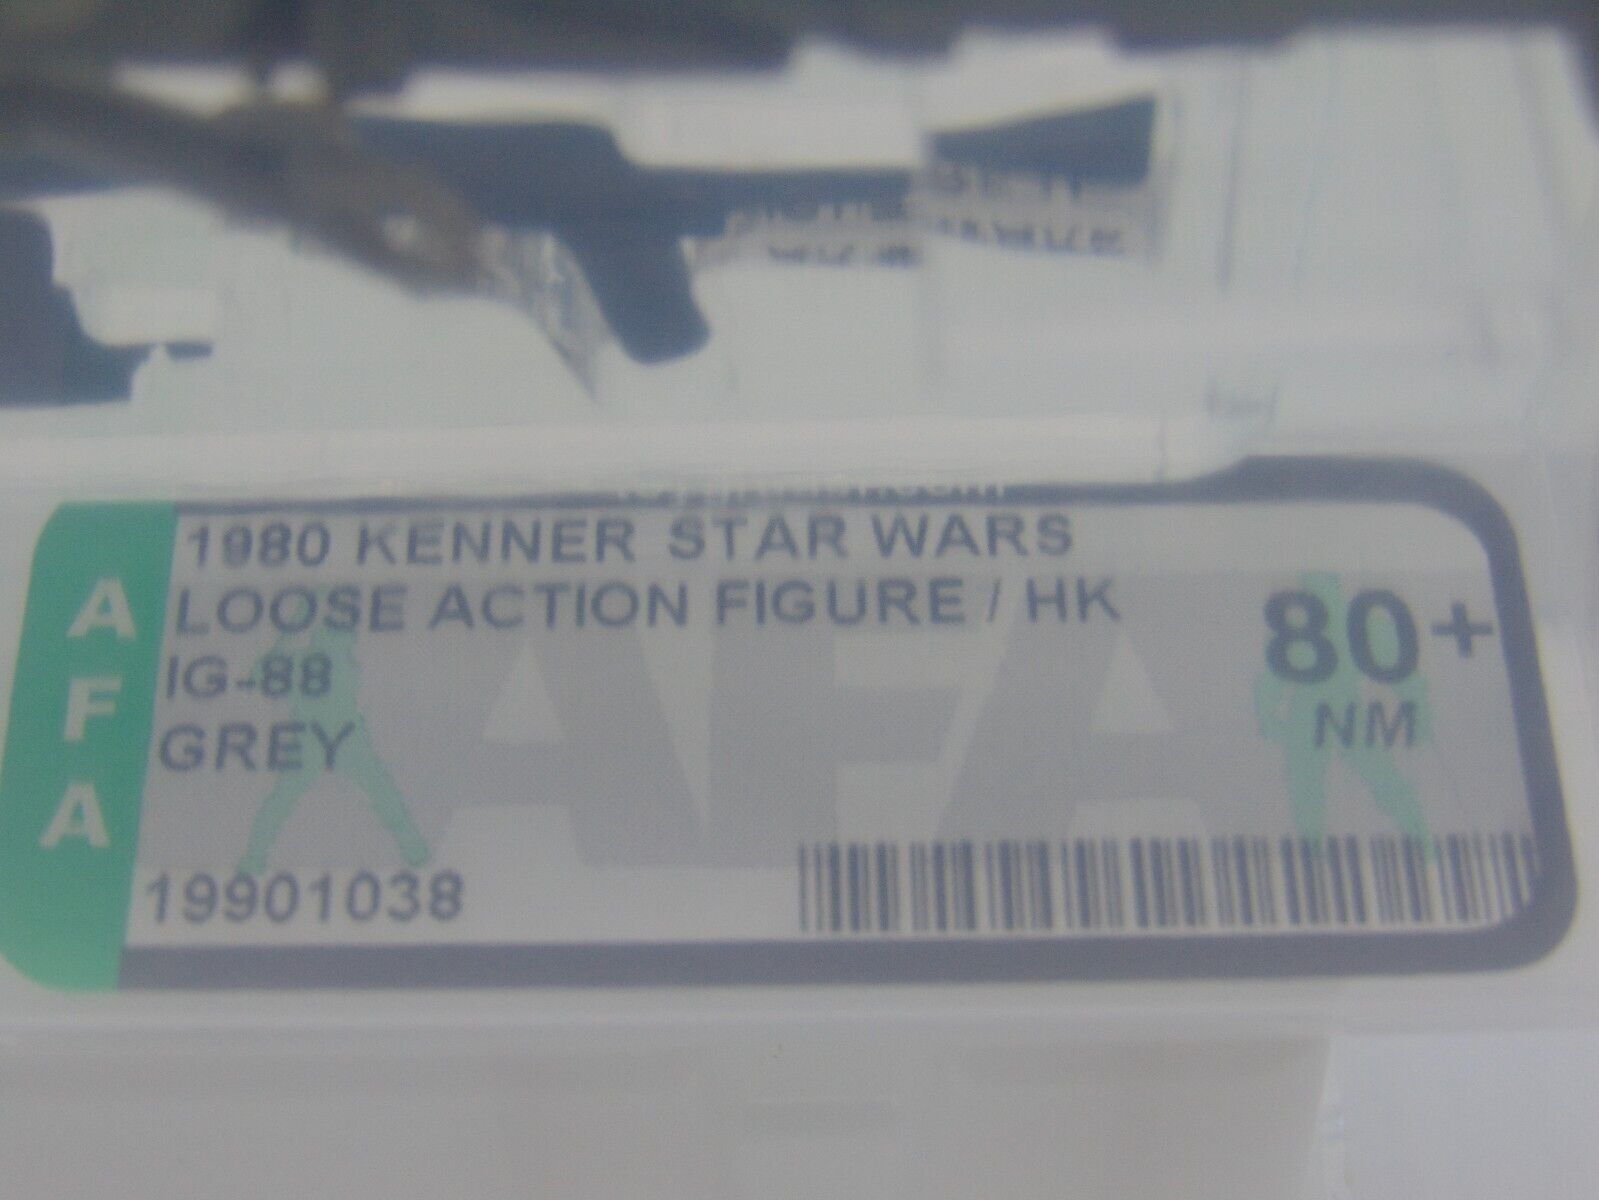 1980 KENNER STAR WARS
LOOSE ACTION FIGURE / HK
IG-88
GREY
80+
NM
AFA
AFA
19901038